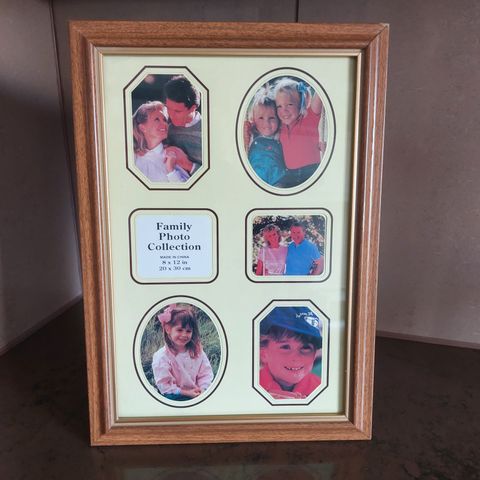 Family
Photo
Collection
MADE IN CHINA
8 x 12 in
20 x 30 cm